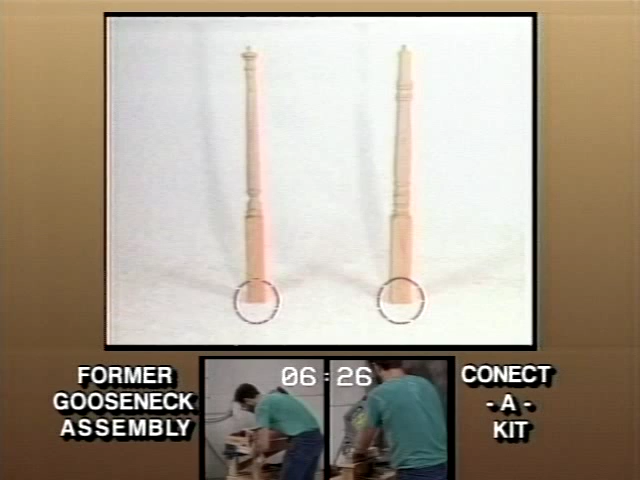 FORMER
GOOSENECK
ASSEMBLY
06:26
CONECT
- A -
KIT